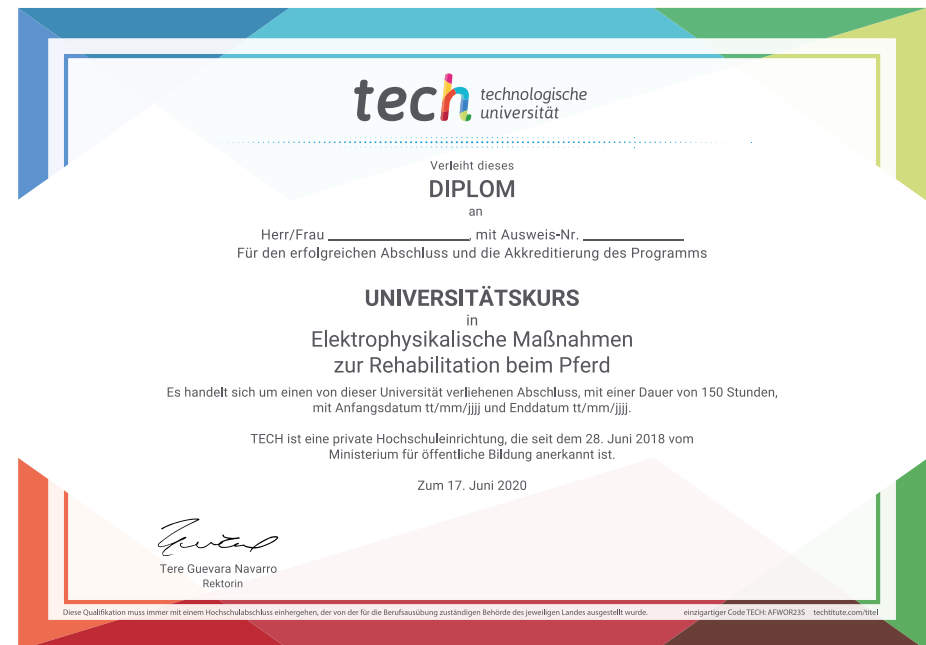 tech technologische
universität
Verleiht dieses
DIPLOM
an
Herr/Frau ____________, mit Ausweis-Nr. ____________
Für den erfolgreichen Abschluss und die Akkreditierung des Programms
UNIVERSITÄTSKURS
in
Elektrophysikalische Maßnahmen
zur Rehabilitation beim Pferd
Es handelt sich um einen von dieser Universität verliehenen Abschluss, mit einer Dauer von 150 Stunden,
mit Anfangsdatum tt/mm/jjjj und Enddatum tt/mm/jjjj.
TECH ist eine private Hochschuleinrichtung, die seit dem 28. Juni 2018 vom
Ministerium für öffentliche Bildung anerkannt ist.
Zum 17. Juni 2020
Tere Guevara Navarro
Rektorin
Diese Qualifikation muss immer mit einem Hochschulabschluss einhergehen, der von der für die Berufsausübung zuständigen Behörde des jeweiligen Landes ausgestellt wurde. einzigartiger Code TECH: AFWOR23S techtitute.com/titel